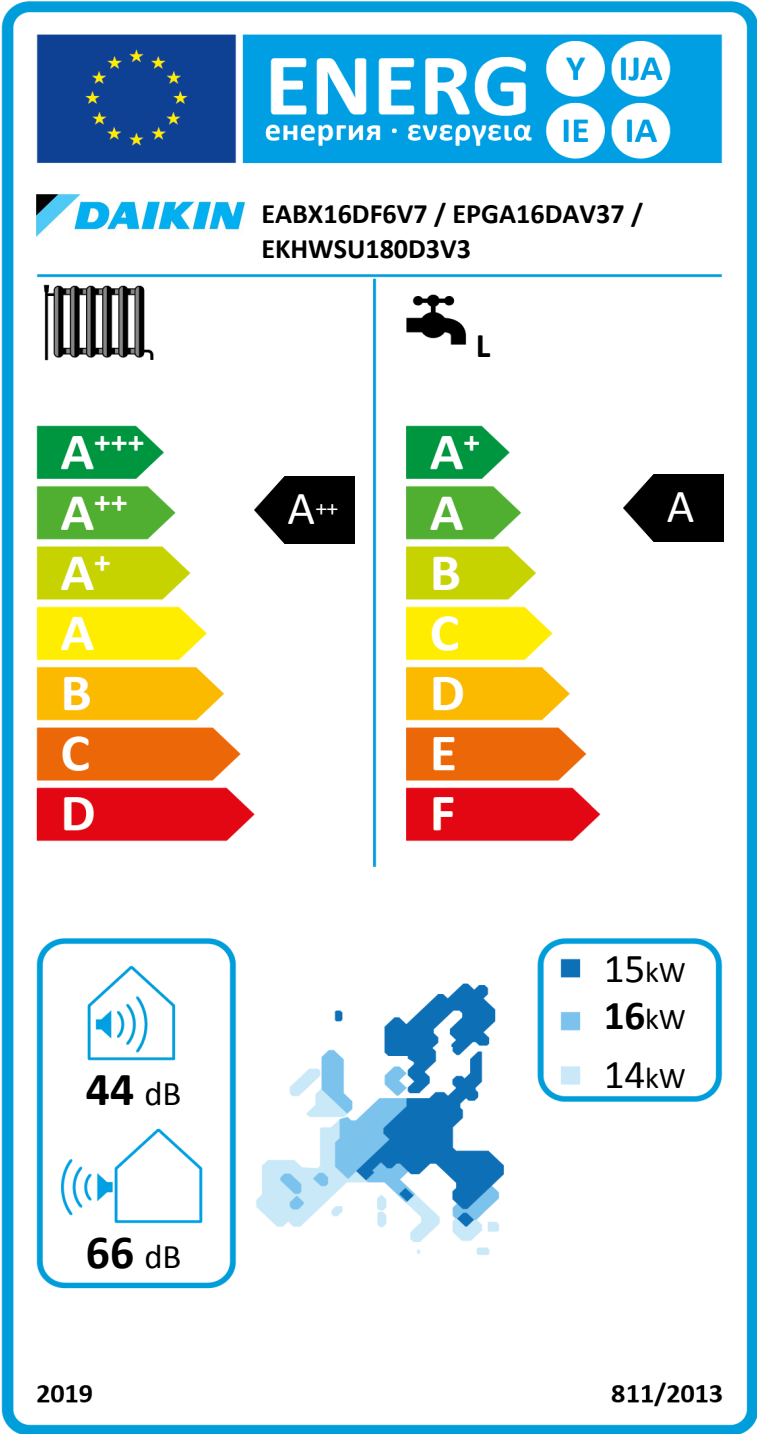 ENERG
енергия · ενεργεια
Y IJA
IE IA
DAIKIN
EABX16DF6V7 / EPGA16DAV37 /
EKHWSU180D3V3
L
A+++
A++
A+
A
B
C
D
A++
A+
A
B
C
D
E
F
A
44 dB
66 dB
15kW
16kW
14kW
2019
811/2013